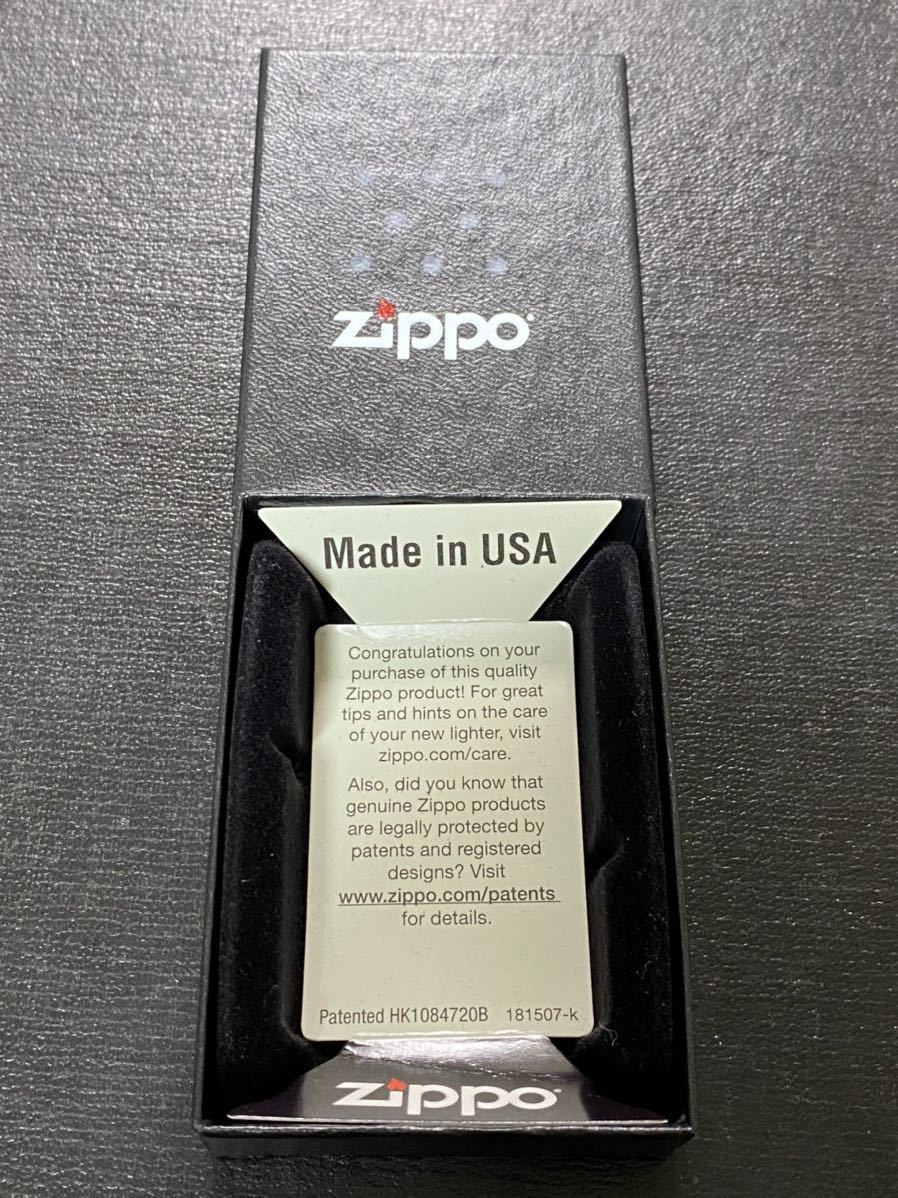 zippo
Made in USA
Congratulations on your
purchase of this quality
Zippo product! For great
tips and hints on the care
of your new lighter, visit
zippo.com/care.
Also, did you know that
genuine Zippo products
are legally protected by
patents and registered
designs? Visit
www.zippo.com/patents
for details.
Patented HK1084720B 181507-k
zippo